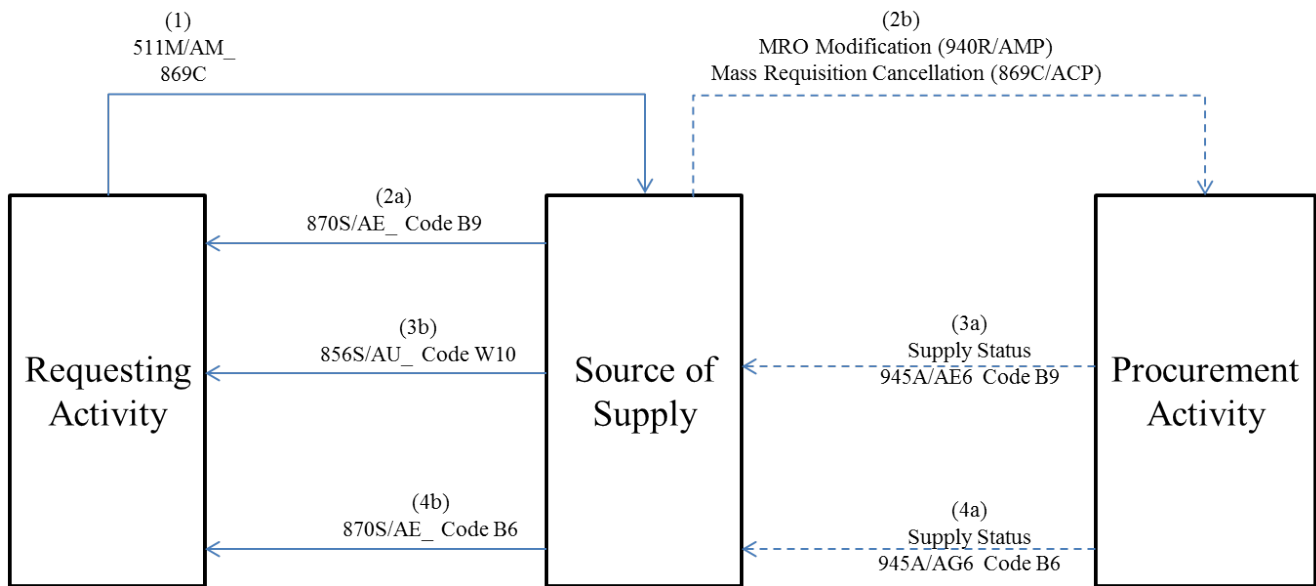 (1)
511M/AM_
869C
(2b)
MRO Modification (940R/AMP)
Mass Requisition Cancellation (869C/ACP)
(2a)
870S/AE_ Code B9
(3b)
856S/AU_ Code W10
(3a)
Supply Status
945A/AE6 Code B9
Requesting
Activity
Source of
Supply
Procurement
Activity
(4b)
870S/AE_ Code B6
(4a)
Supply Status
945A/AG6 Code B6